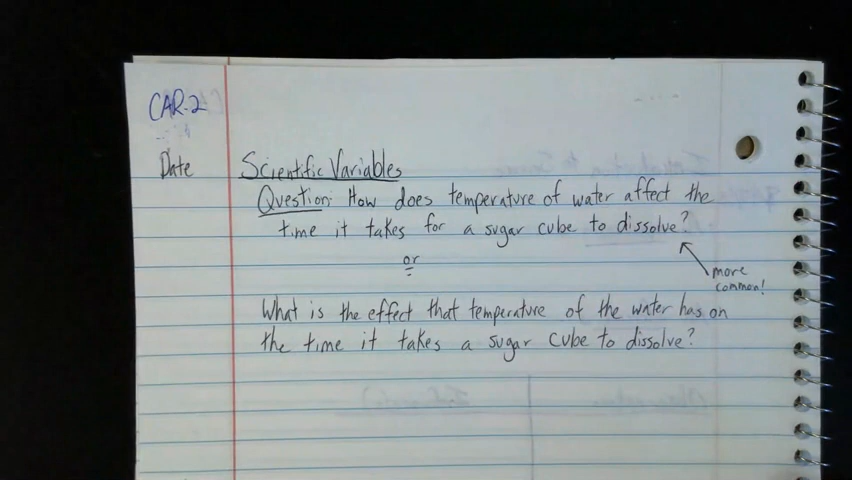 CAR-2
Date
Scientific Variables
Question: How does temperature of water affect the
time it takes for a sugar cube to dissolve?
or
more
common!
What is the effect that temperature of the water has on
the time it takes a sugar cube to dissolve?